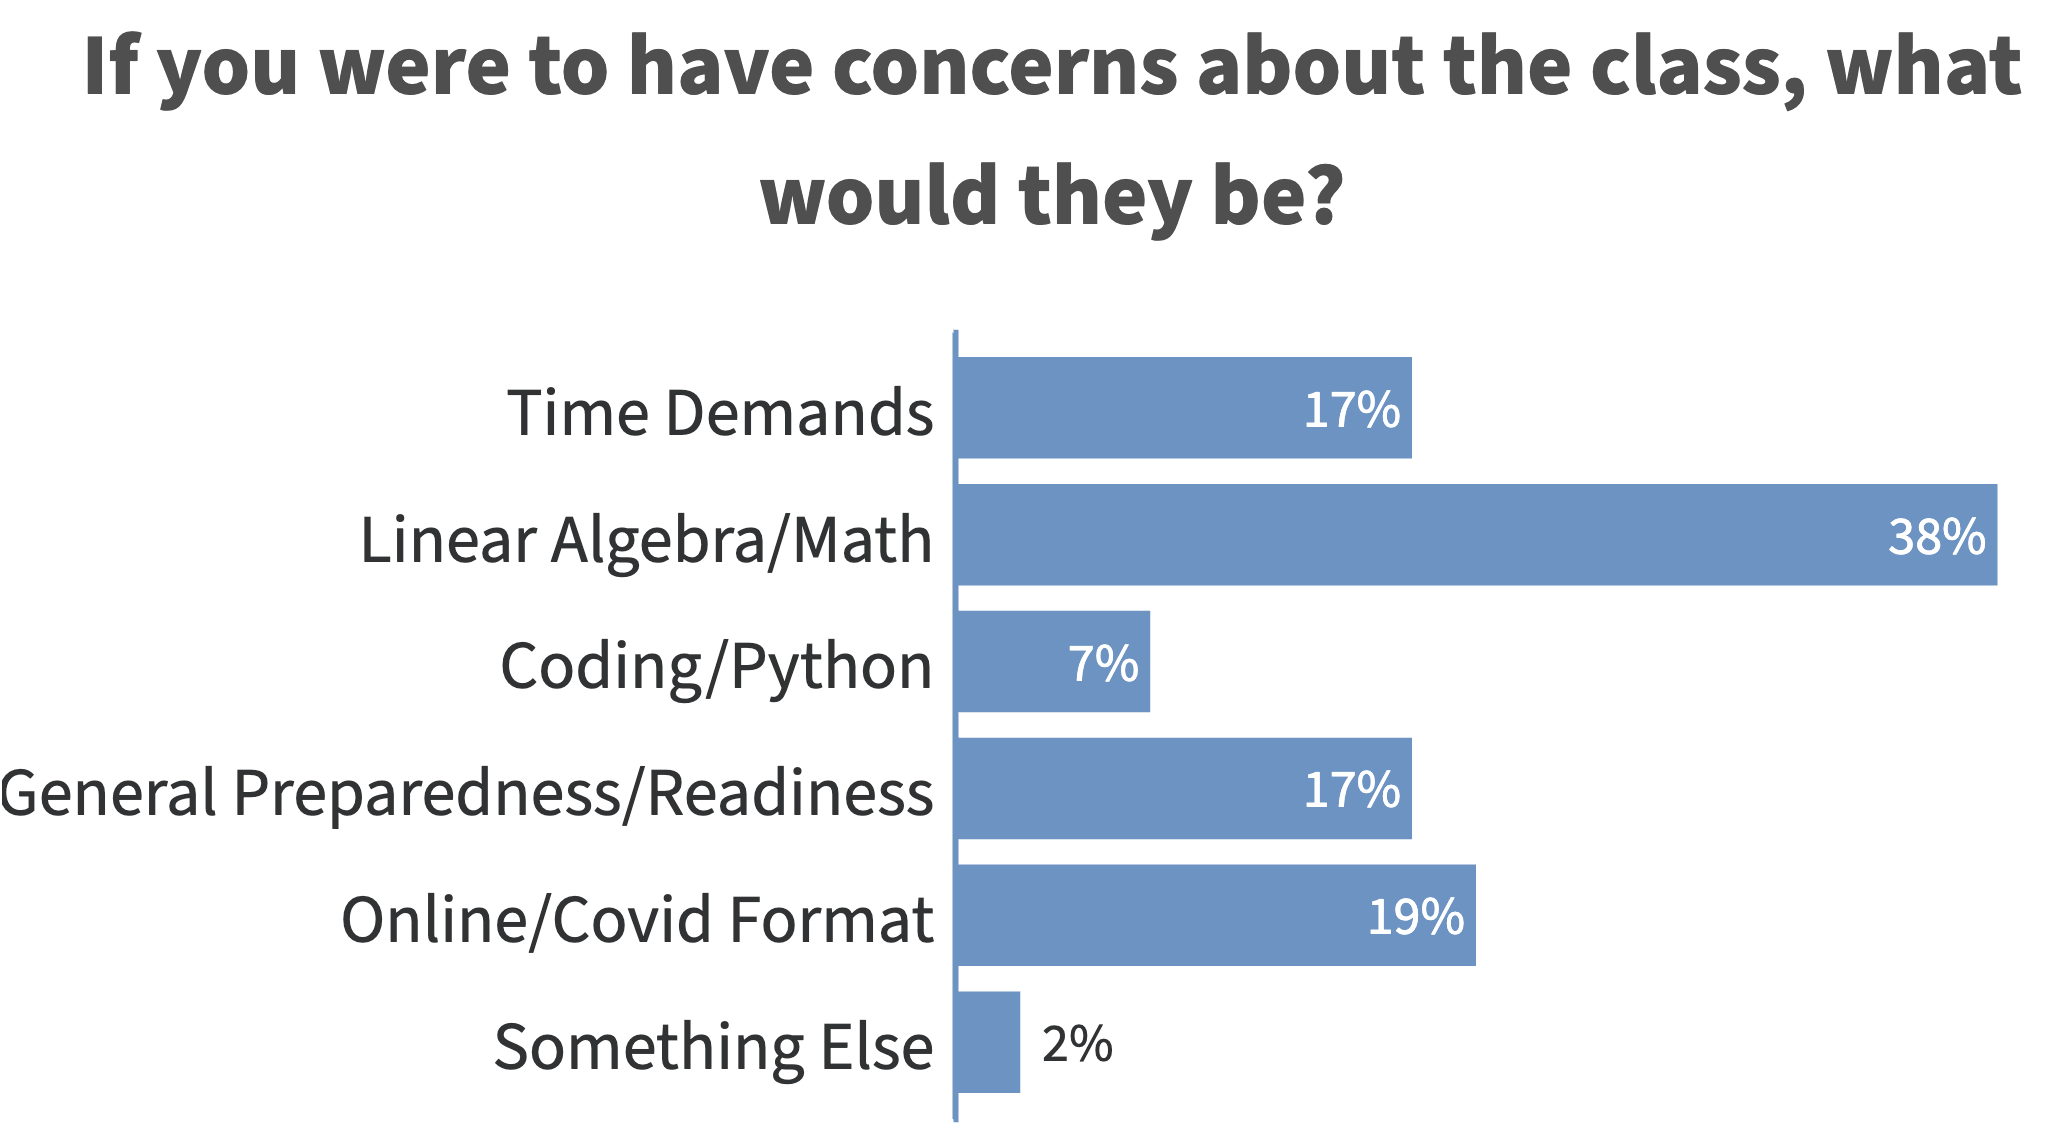 If you were to have concerns about the class, what
would they be?
Time Demands 17%
Linear Algebra/Math 38%
Coding/Python 7%
General Preparedness/Readiness 17%
Online/Covid Format 19%
Something Else 2%